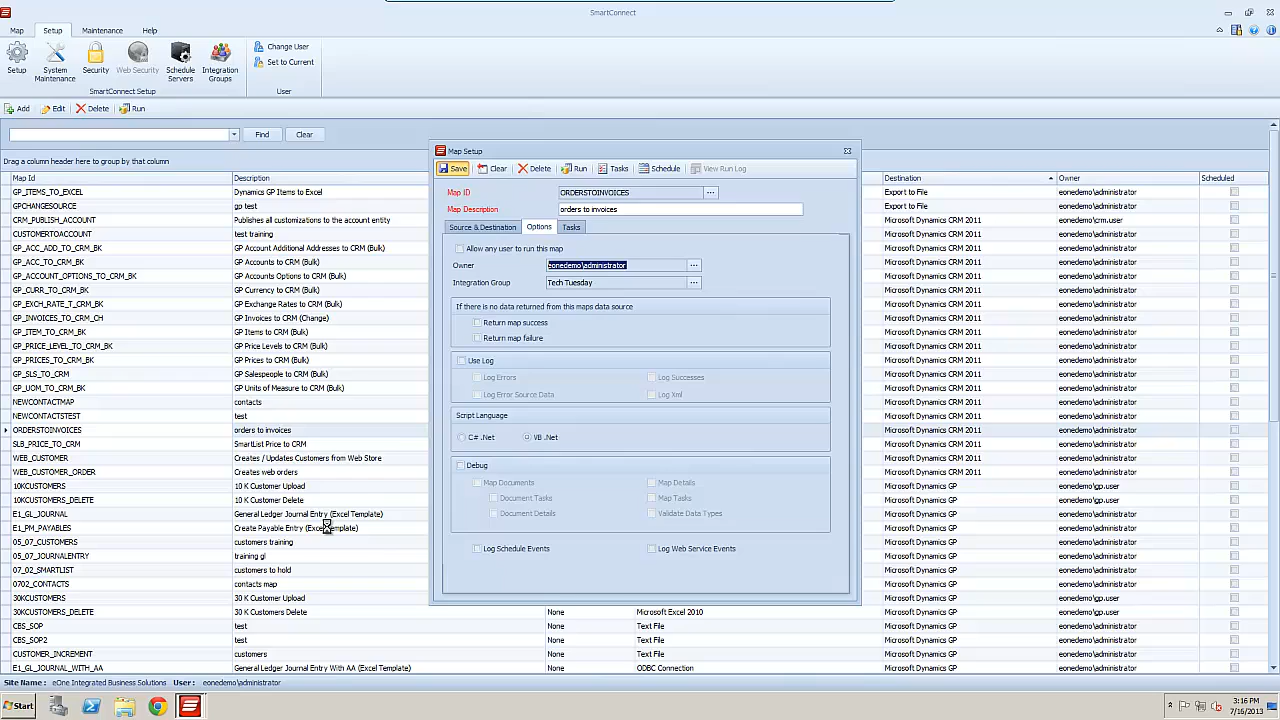 SmartConnect
Map Setup Maintenance Help
Setup System Maintenance Security Web Security Schedule Servers Integration Groups
Change User
Set to Current
SmartConnect Setup User
Add Edit Delete Run
Find Clear
Drag a column header here to group by that column
Map Id Description Destination Owner Scheduled
GP_ITEMS_TO_EXCEL Dynamics GP Items to Excel Export to File eonedemo\administrator
GPCHANGESOURCE gp test Export to File eonedemo\administrator
CRM_PUBLISH_ACCOUNT Publishes all customizations to the account entity Microsoft Dynamics CRM 2011 eonedemo\crm.user
CUSTOMERTOACCOUNT test training Microsoft Dynamics CRM 2011 eonedemo\administrator
GP_ACC_ADD_TO_CRM_BK GP Account Additional Addresses to CRM (Bulk) Microsoft Dynamics CRM 2011 eonedemo\administrator
GP_ACC_TO_CRM_BK GP Accounts to CRM (Bulk) Microsoft Dynamics CRM 2011 eonedemo\administrator
GP_ACCOUNT_OPTIONS_TO_CRM_BK GP Account Options to CRM (Bulk) Microsoft Dynamics CRM 2011 eonedemo\administrator
GP_CURR_TO_CRM_BK GP Currency to CRM (Bulk) Microsoft Dynamics CRM 2011 eonedemo\administrator
GP_EXCH_RATE_T_CRM_BK GP Exchange Rates to CRM (Bulk) Microsoft Dynamics CRM 2011 eonedemo\administrator
GP_INVOICES_TO_CRM_CH GP Invoices to CRM (Change) Microsoft Dynamics CRM 2011 eonedemo\administrator
GP_ITEM_TO_CRM_BK GP Items to CRM (Bulk) Microsoft Dynamics CRM 2011 eonedemo\administrator
GP_PRICE_LEVEL_TO_CRM_BK GP Price Levels to CRM (Bulk) Microsoft Dynamics CRM 2011 eonedemo\administrator
GP_PRICES_TO_CRM_BK GP Prices to CRM (Bulk) Microsoft Dynamics CRM 2011 eonedemo\administrator
GP_SLS_TO_CRM GP Salespeople to CRM (Bulk) Microsoft Dynamics CRM 2011 eonedemo\administrator
GP_UOM_TO_CRM_BK GP Units of Measure to CRM (Bulk) Microsoft Dynamics CRM 2011 eonedemo\administrator
NEWCONTACTMAP contacts Microsoft Dynamics CRM 2011 eonedemo\administrator
NEWCONTACTSTEST test Microsoft Dynamics CRM 2011 eonedemo\administrator
ORDERSTOINVOICES orders to invoices Microsoft Dynamics CRM 2011 eonedemo\administrator
SLB_PRICE_TO_CRM SmartList Price to CRM Microsoft Dynamics CRM 2011 eonedemo\administrator
WEB_CUSTOMER Creates / Updates Customers from Web Store Microsoft Dynamics CRM 2011 eonedemo\administrator
WEB_CUSTOMER_ORDER Creates web orders Microsoft Dynamics CRM 2011 eonedemo\administrator
10KCUSTOMERS 10 K Customer Upload Microsoft Dynamics GP eonedemo\gp.user
10KCUSTOMERS_DELETE 10 K Customer Delete Microsoft Dynamics GP eonedemo\gp.user
E1_GL_JOURNAL General Ledger Journal Entry (Excel Template) Microsoft Dynamics GP eonedemo\administrator
E1_PM_PAYABLES Create Payable Entry (Excel Template) Microsoft Dynamics GP eonedemo\administrator
05_07_CUSTOMERS customers training Microsoft Dynamics GP eonedemo\administrator
05_07_JOURNALENTRY training gl Microsoft Dynamics GP eonedemo\administrator
07_02_SMARTLIST customers to hold Microsoft Dynamics GP eonedemo\administrator
0702_CONTACTS contacts map Microsoft Dynamics GP eonedemo\administrator
30KCUSTOMERS 30 K Customer Upload Microsoft Dynamics GP eonedemo\gp.user
30KCUSTOMERS_DELETE 30 K Customers Delete None Microsoft Excel 2010 Microsoft Dynamics GP eonedemo\administrator
CBS_SOP test None Text File Microsoft Dynamics GP eonedemo\administrator
CBS_SOP2 test None Text File Microsoft Dynamics GP eonedemo\administrator
CUSTOMER_INCREMENT customers None Text File Microsoft Dynamics GP eonedemo\administrator
E1_GL_JOURNAL_WITH_AA General Ledger Journal Entry With AA (Excel Template) None ODBC Connection Microsoft Dynamics GP eonedemo\administrator
Map Setup
Save Clear Delete Run Tasks Schedule View Run Log
Map ID ORDERSTOINVOICES ...
Map Description orders to invoices
Source & Destination Options Tasks
Allow any user to run this map
Owner eonedemo\administrator ...
Integration Group Tech Tuesday ...
If there is no data returned from this maps data source
Return map success
Return map failure
Use Log
Log Errors Log Successes
Log Error Source Data Log Xml
Script Language
C# .Net VB .Net
Debug
Map Documents Map Details
Document Tasks Map Tasks
Document Details Validate Data Types
Log Schedule Events Log Web Service Events
Site Name : eOne Integrated Business Solutions User : eonedemo\administrator
Start
3:16 PM
7/16/2013